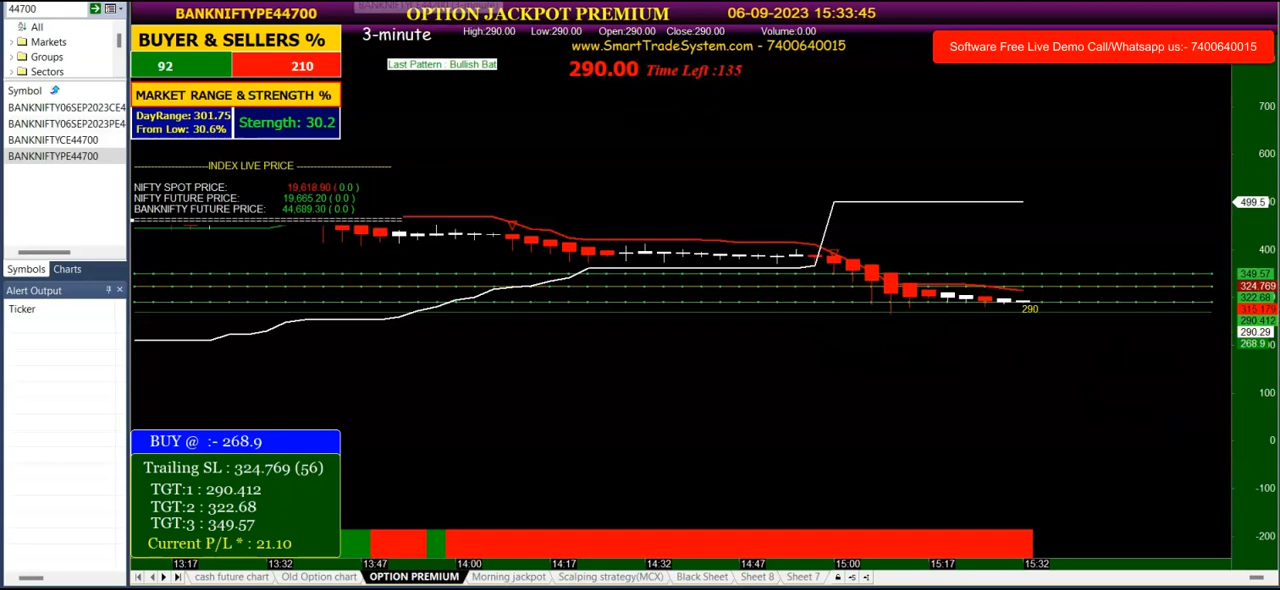 44700
BANKNIFTYPE44700
OPTION JACKPOT PREMIUM
06-09-2023 15:33:45
All
Markets
Groups
Sectors
Symbol
BANKNIFTY06SEP2023CE4
BANKNIFTY06SEP2023PE4
BANKNIFTYCE44700
BANKNIFTYPE44700
Symbols Charts
Alert Output
Ticker
BUYER & SELLERS %
92 210
MARKET RANGE & STRENGTH %
DayRange: 301.75
From Low: 30.6%
Sterngth: 30.2
3-minute
High:290.00 Low:290.00 Open:290.00 Close:290.00 Volume:0.00
www.SmartTradeSystem.com - 7400640015
Last Pattern : Bullish Bat
290.00 Time Left :135
Software Free Live Demo Call/Whatsapp us:- 7400640015
INDEX LIVE PRICE
NIFTY SPOT PRICE: 19,618.90 ( 0.0 )
NIFTY FUTURE PRICE: 19,665.20 ( 0.0 )
BANKNIFTY FUTURE PRICE: 44,689.30 ( 0.0 )
700
600
499.5
400
349.57
324.769
322.68
315.179
290.412
290.29
268.9
0
-100
-200
290
BUY @ :- 268.9
Trailing SL : 324.769 (56)
TGT:1 : 290.412
TGT:2 : 322.68
TGT:3 : 349.57
Current P/L * : 21.10
13:17 13:32 13:47 14:00 14:17 14:32 14:47 15:00 15:17 15:32
cash future chart Old Option chart OPTION PREMIUM Morning jackpot Scalping strategy(MCX) Black Sheet Sheet 8 Sheet 7